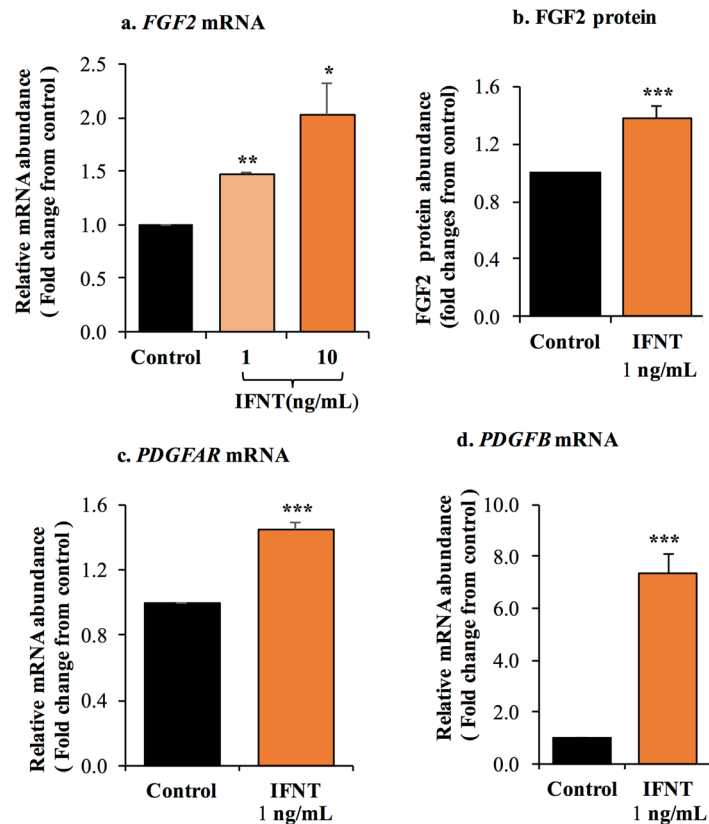 a. FGF2 mRNA
Relative mRNA abundance
( Fold change from control )
2.5
2.0
1.5
1.0
0.5
0.0
**
*
Control
1
10
IFNT(ng/mL)
b. FGF2 protein
FGF2 protein abundance
(fold changes from control)
1.6
1.2
0.8
0.4
0.0
***
Control
IFNT
1 ng/mL
c. PDGFAR mRNA
Relative mRNA abundance
( Fold change from control )
1.6
1.2
0.8
0.4
0.0
***
Control
IFNT
1 ng/mL
d. PDGFB mRNA
Relative mRNA abundance
( Fold change from control )
10.0
8.0
6.0
4.0
2.0
0.0
***
Control
IFNT
1 ng/mL